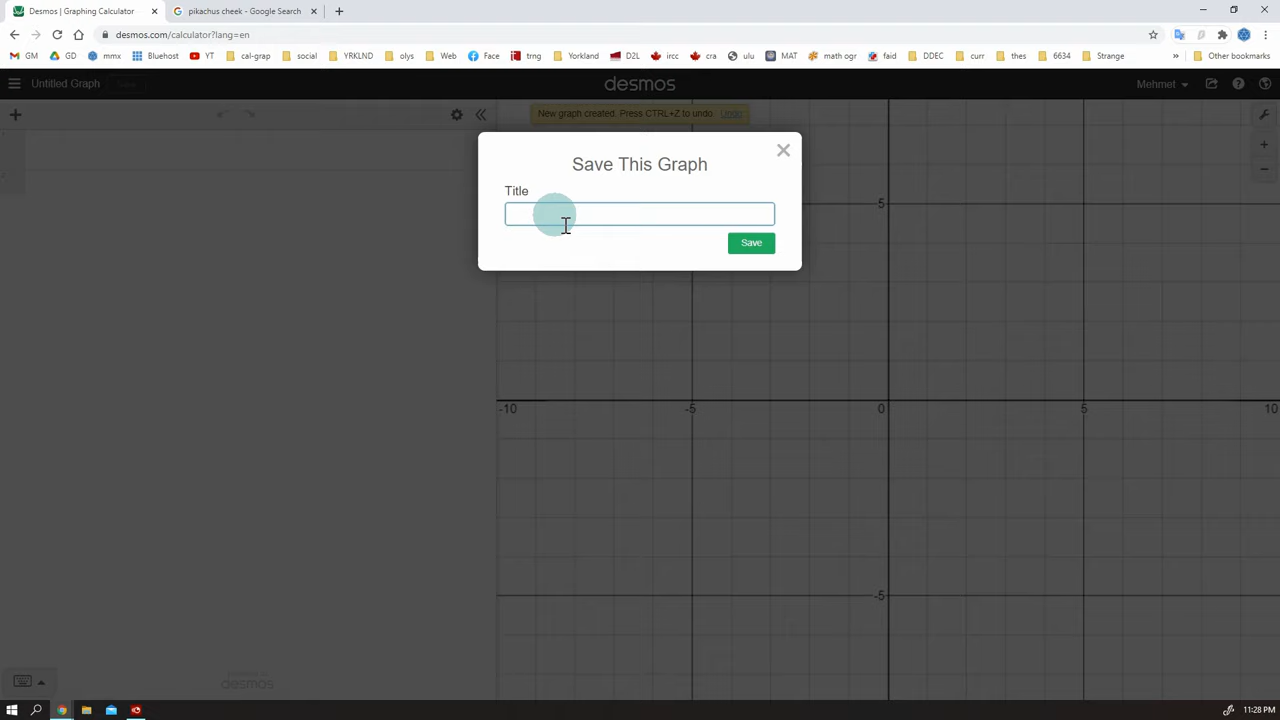 Desmos | Graphing Calculator
pikachus cheek - Google Search
desmos.com/calculator?lang=en
GM GD mmx Bluehost YT cal-grap social YRKLND olys Web Face trng Yorkland D2L ircc cra ulu MAT math ogr faid DDEC curr thes 6634 Strange » Other bookmarks
Untitled Graph
Save
desmos
Mehmet
New graph created. Press CTRL+Z to undo Undo
Save This Graph
Title
Save
5
-10 -5 0 5 10
-5
desmos
11:28 PM